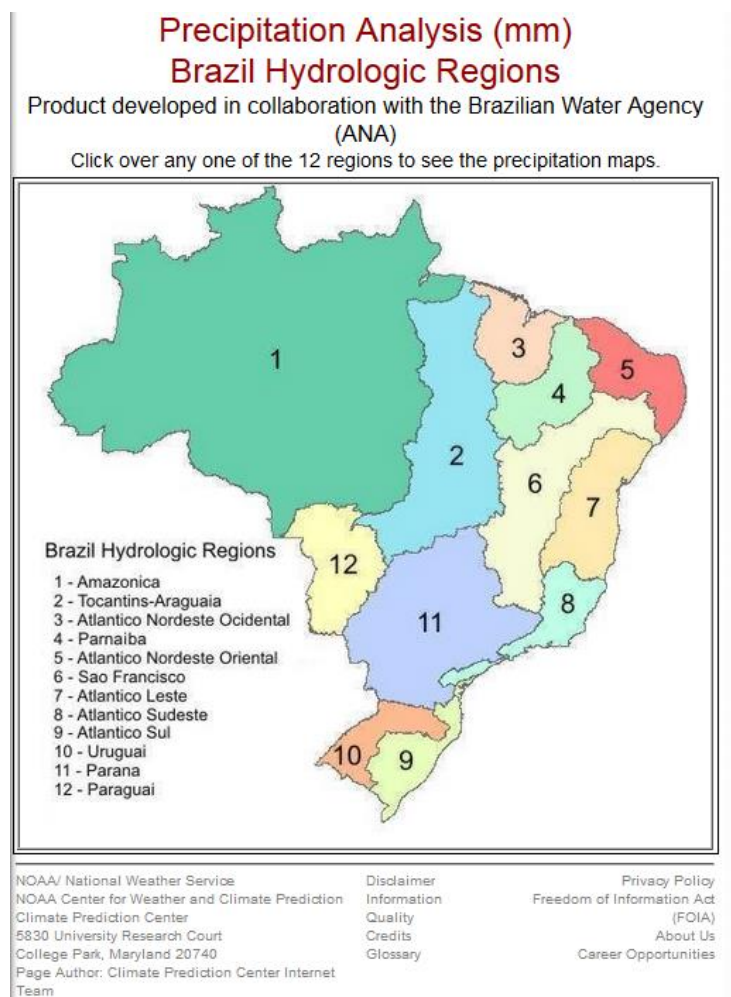 Precipitation Analysis (mm)
Brazil Hydrologic Regions
Product developed in collaboration with the Brazilian Water Agency
(ANA)
Click over any one of the 12 regions to see the precipitation maps.
1
2
3
4
5
6
7
8
9
10
11
12
Brazil Hydrologic Regions
1 - Amazonica
2 - Tocantins-Araguaia
3 - Atlantico Nordeste Ocidental
4 - Parnaiba
5 - Atlantico Nordeste Oriental
6 - Sao Francisco
7 - Atlantico Leste
8 - Atlantico Sudeste
9 - Atlantico Sul
10 - Uruguai
11 - Parana
12 - Paraguai
NOAA/ National Weather Service
NOAA Center for Weather and Climate Prediction
Climate Prediction Center
5830 University Research Court
College Park, Maryland 20740
Page Author: Climate Prediction Center Internet
Team
Disclaimer
Information
Quality
Credits
Glossary
Privacy Policy
Freedom of Information Act
(FOIA)
About Us
Career Opportunities